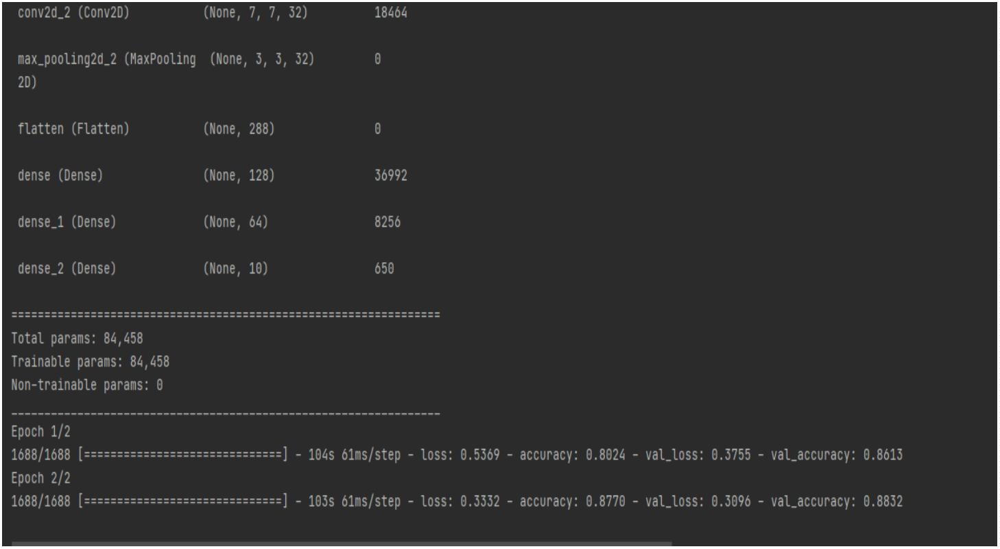 conv2d_2 (Conv2D) (None, 7, 7, 32) 18464
max_pooling2d_2 (MaxPooling (None, 3, 3, 32) 0
2D)
flatten (Flatten) (None, 288) 0
dense (Dense) (None, 128) 36992
dense_1 (Dense) (None, 64) 8256
dense_2 (Dense) (None, 10) 650
=================================================================
Total params: 84,458
Trainable params: 84,458
Non-trainable params: 0
_________________________________________________________________
Epoch 1/2
1688/1688 [==============================] - 104s 61ms/step - loss: 0.5369 - accuracy: 0.8024 - val_loss: 0.3755 - val_accuracy: 0.8613
Epoch 2/2
1688/1688 [==============================] - 103s 61ms/step - loss: 0.3332 - accuracy: 0.8770 - val_loss: 0.3096 - val_accuracy: 0.8832